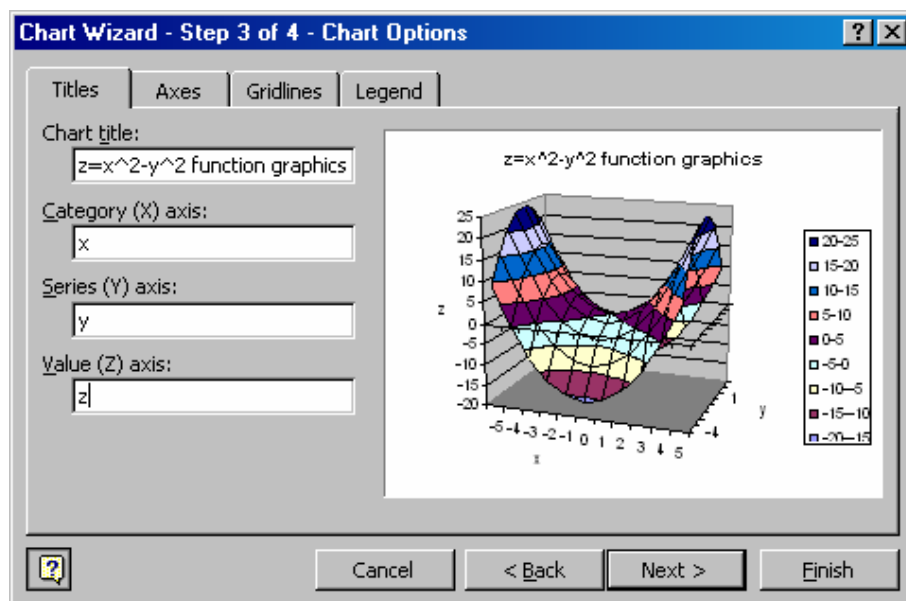 Chart Wizard - Step 3 of 4 - Chart Options
Titles
Axes
Gridlines
Legend
Chart title:
z=x^2-y^2 function graphics
Category (X) axis:
x
Series (Y) axis:
y
Value (Z) axis:
z
z=x^2-y^2 function graphics
25
20
15
10
5
0
-5
-10
-15
-20
z
-5 -4 -3 -2 -1 0 1 2 3 4 5
x
-4
1
y
20-25
15-20
10-15
5-10
0-5
-5-0
-10--5
-15--10
-20--15
Cancel
< Back
Next >
Finish